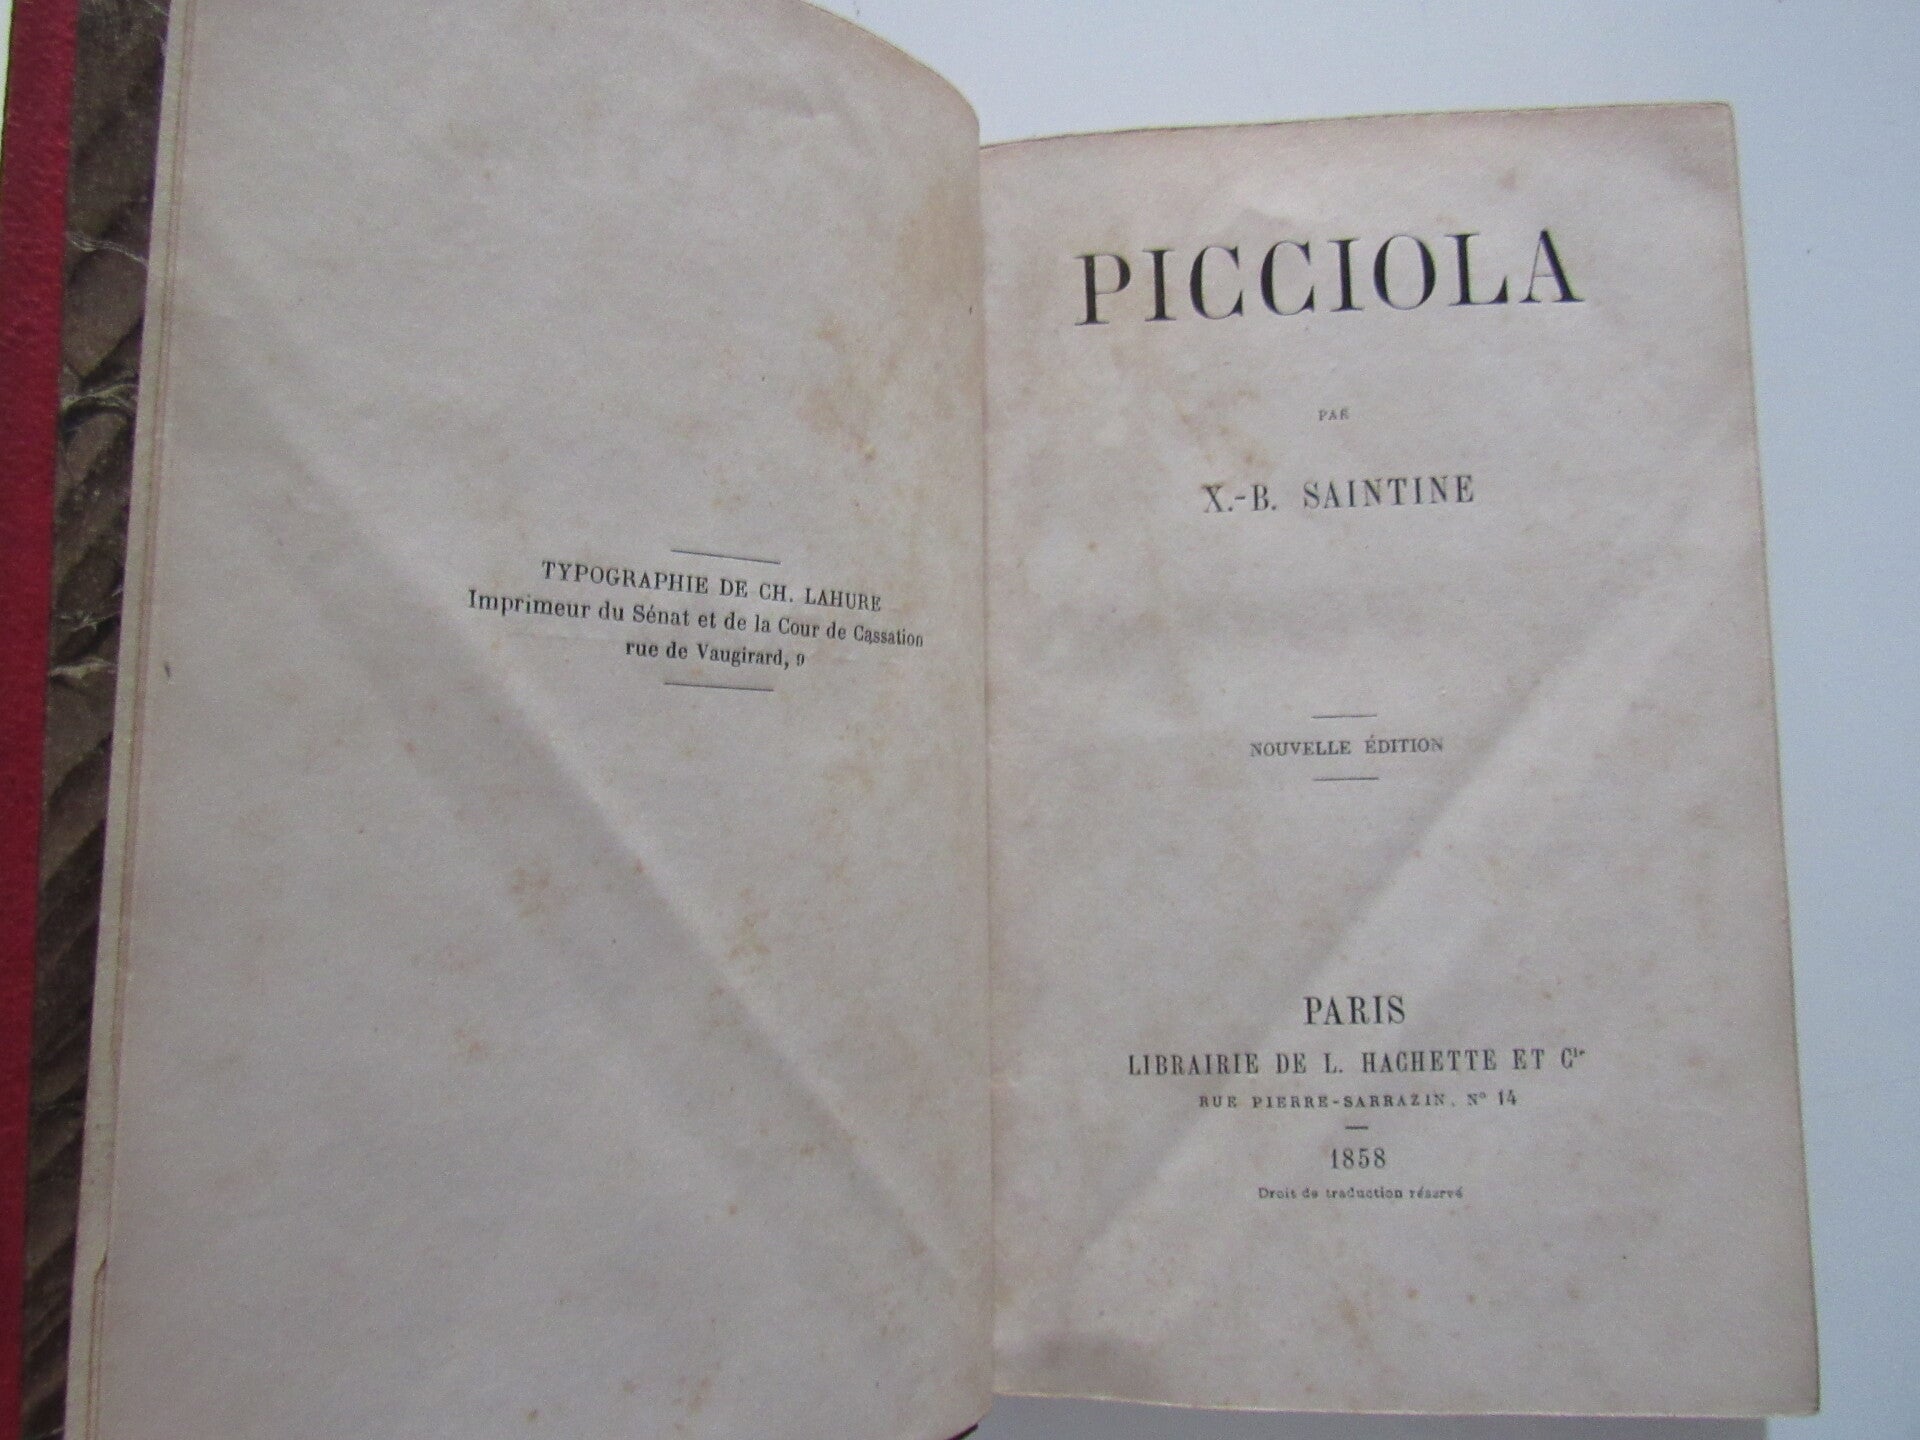 TYPOGRAPHIE DE CH. LAHURE
Imprimeur du Sénat et de la Cour de Cassation
rue de Vaugirard, 9
PICCIOLA
PAR
X.-B. SAINTINE
NOUVELLE ÉDITION
PARIS
LIBRAIRIE DE L. HACHETTE ET Cie
RUE PIERRE-SARRAZIN, N° 14
1858
Droit de traduction réservé